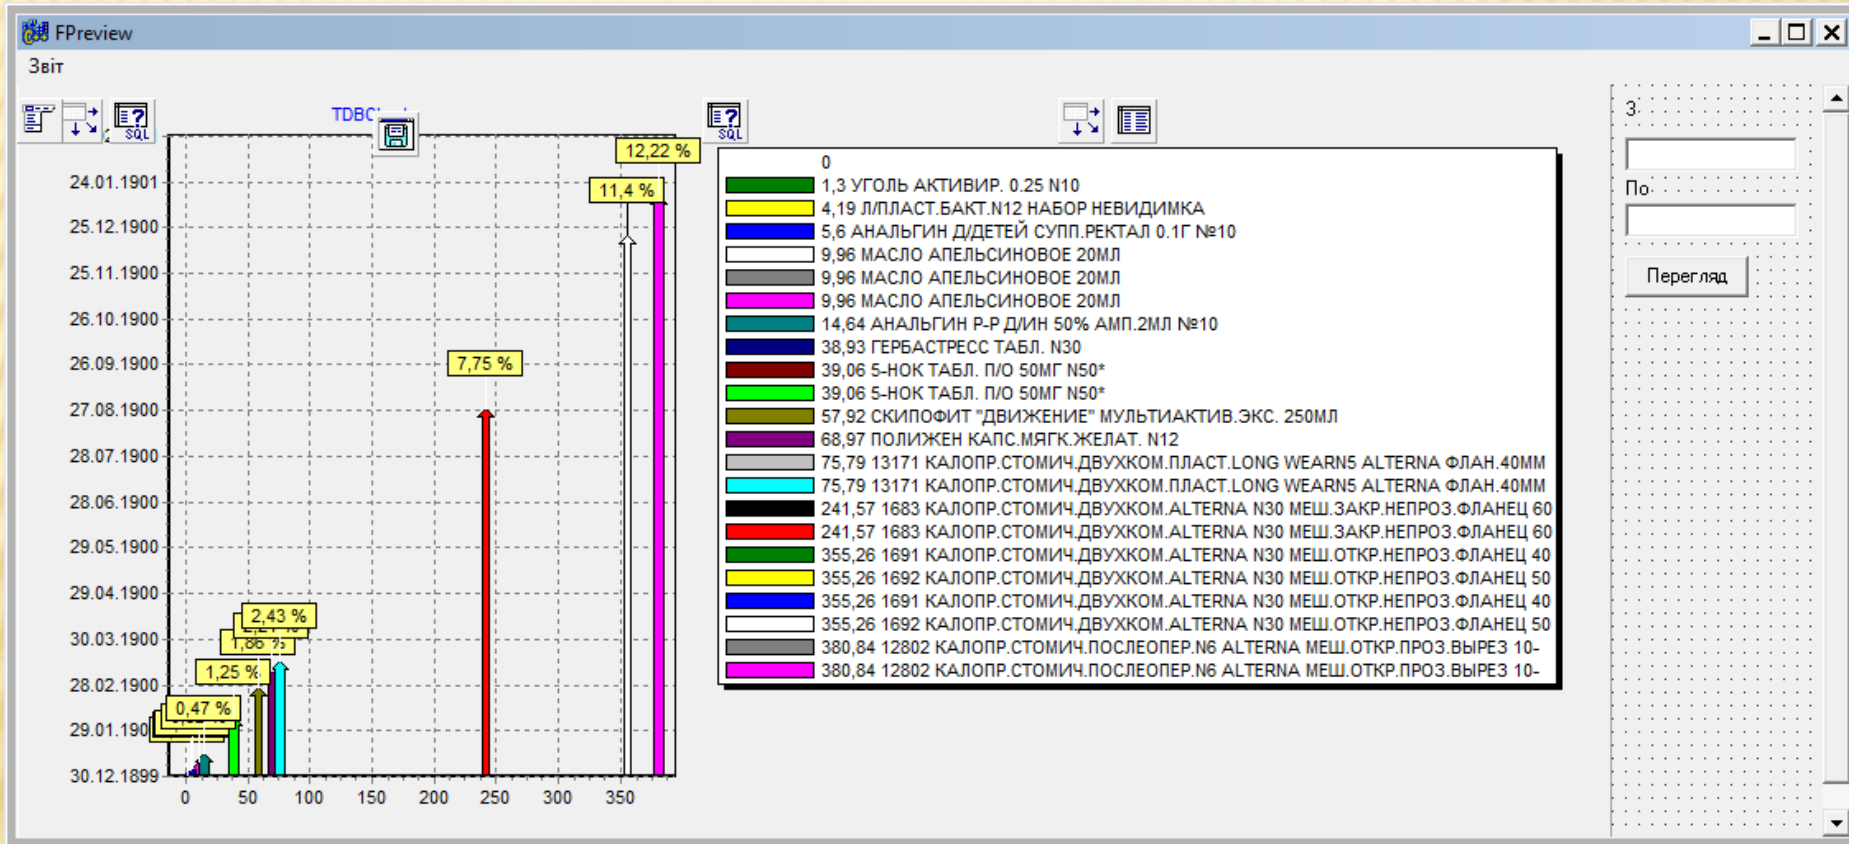 FPreview
Звіт
SQL
SQL
12,22 %
11,4 %
7,75 %
2,43 %
1,86 %
1,25 %
0,47 %
24.01.1901
25.12.1900
25.11.1900
26.10.1900
26.09.1900
27.08.1900
28.07.1900
28.06.1900
29.05.1900
29.04.1900
30.03.1900
28.02.1900
29.01.190
30.12.1899
0 50 100 150 200 250 300 350
0
1,3 УГОЛЬ АКТИВИР. 0.25 N10
4,19 Л/ПЛАСТ.БАКТ.N12 НАБОР НЕВИДИМКА
5,6 АНАЛЬГИН Д/ДЕТЕЙ СУПП.РЕКТАЛ 0.1Г №10
9,96 МАСЛО АПЕЛЬСИНОВОЕ 20МЛ
9,96 МАСЛО АПЕЛЬСИНОВОЕ 20МЛ
9,96 МАСЛО АПЕЛЬСИНОВОЕ 20МЛ
14,64 АНАЛЬГИН Р-Р Д/ИН 50% АМП.2МЛ №10
38,93 ГЕРБАСТРЕСС ТАБЛ. N30
39,06 5-НОК ТАБЛ. П/О 50МГ N50*
39,06 5-НОК ТАБЛ. П/О 50МГ N50*
57,92 СКИПОФИТ "ДВИЖЕНИЕ" МУЛЬТИАКТИВ.ЭКС. 250МЛ
68,97 ПОЛИЖЕН КАПС.МЯГК.ЖЕЛАТ. N12
75,79 13171 КАЛОПР.СТОМИЧ.ДВУХКОМ.ПЛАСТ.LONG WEARN5 ALTERNA ФЛАН.40ММ
75,79 13171 КАЛОПР.СТОМИЧ.ДВУХКОМ.ПЛАСТ.LONG WEARN5 ALTERNA ФЛАН.40ММ
241,57 1683 КАЛОПР.СТОМИЧ.ДВУХКОМ.ALTERNA N30 МЕШ.ЗАКР.НЕПРОЗ.ФЛАНЕЦ 60
241,57 1683 КАЛОПР.СТОМИЧ.ДВУХКОМ.ALTERNA N30 МЕШ.ЗАКР.НЕПРОЗ.ФЛАНЕЦ 60
355,26 1691 КАЛОПР.СТОМИЧ.ДВУХКОМ.ALTERNA N30 МЕШ.ОТКР.НЕПРОЗ.ФЛАНЕЦ 40
355,26 1692 КАЛОПР.СТОМИЧ.ДВУХКОМ.ALTERNA N30 МЕШ.ОТКР.НЕПРОЗ.ФЛАНЕЦ 50
355,26 1691 КАЛОПР.СТОМИЧ.ДВУХКОМ.ALTERNA N30 МЕШ.ОТКР.НЕПРОЗ.ФЛАНЕЦ 40
355,26 1692 КАЛОПР.СТОМИЧ.ДВУХКОМ.ALTERNA N30 МЕШ.ОТКР.НЕПРОЗ.ФЛАНЕЦ 50
380,84 12802 КАЛОПР.СТОМИЧ.ПОСЛЕОПЕР.N6 ALTERNA МЕШ.ОТКР.ПРОЗ.ВЫРЕЗ 10-
380,84 12802 КАЛОПР.СТОМИЧ.ПОСЛЕОПЕР.N6 ALTERNA МЕШ.ОТКР.ПРОЗ.ВЫРЕЗ 10-
З
По
Перегляд